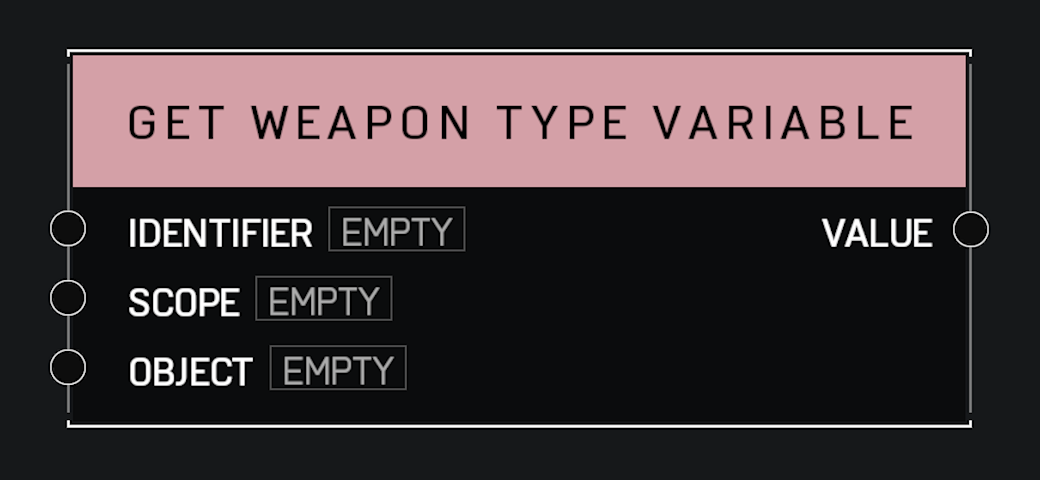 GET WEAPON TYPE VARIABLE
IDENTIFIER EMPTY VALUE
SCOPE EMPTY
OBJECT EMPTY